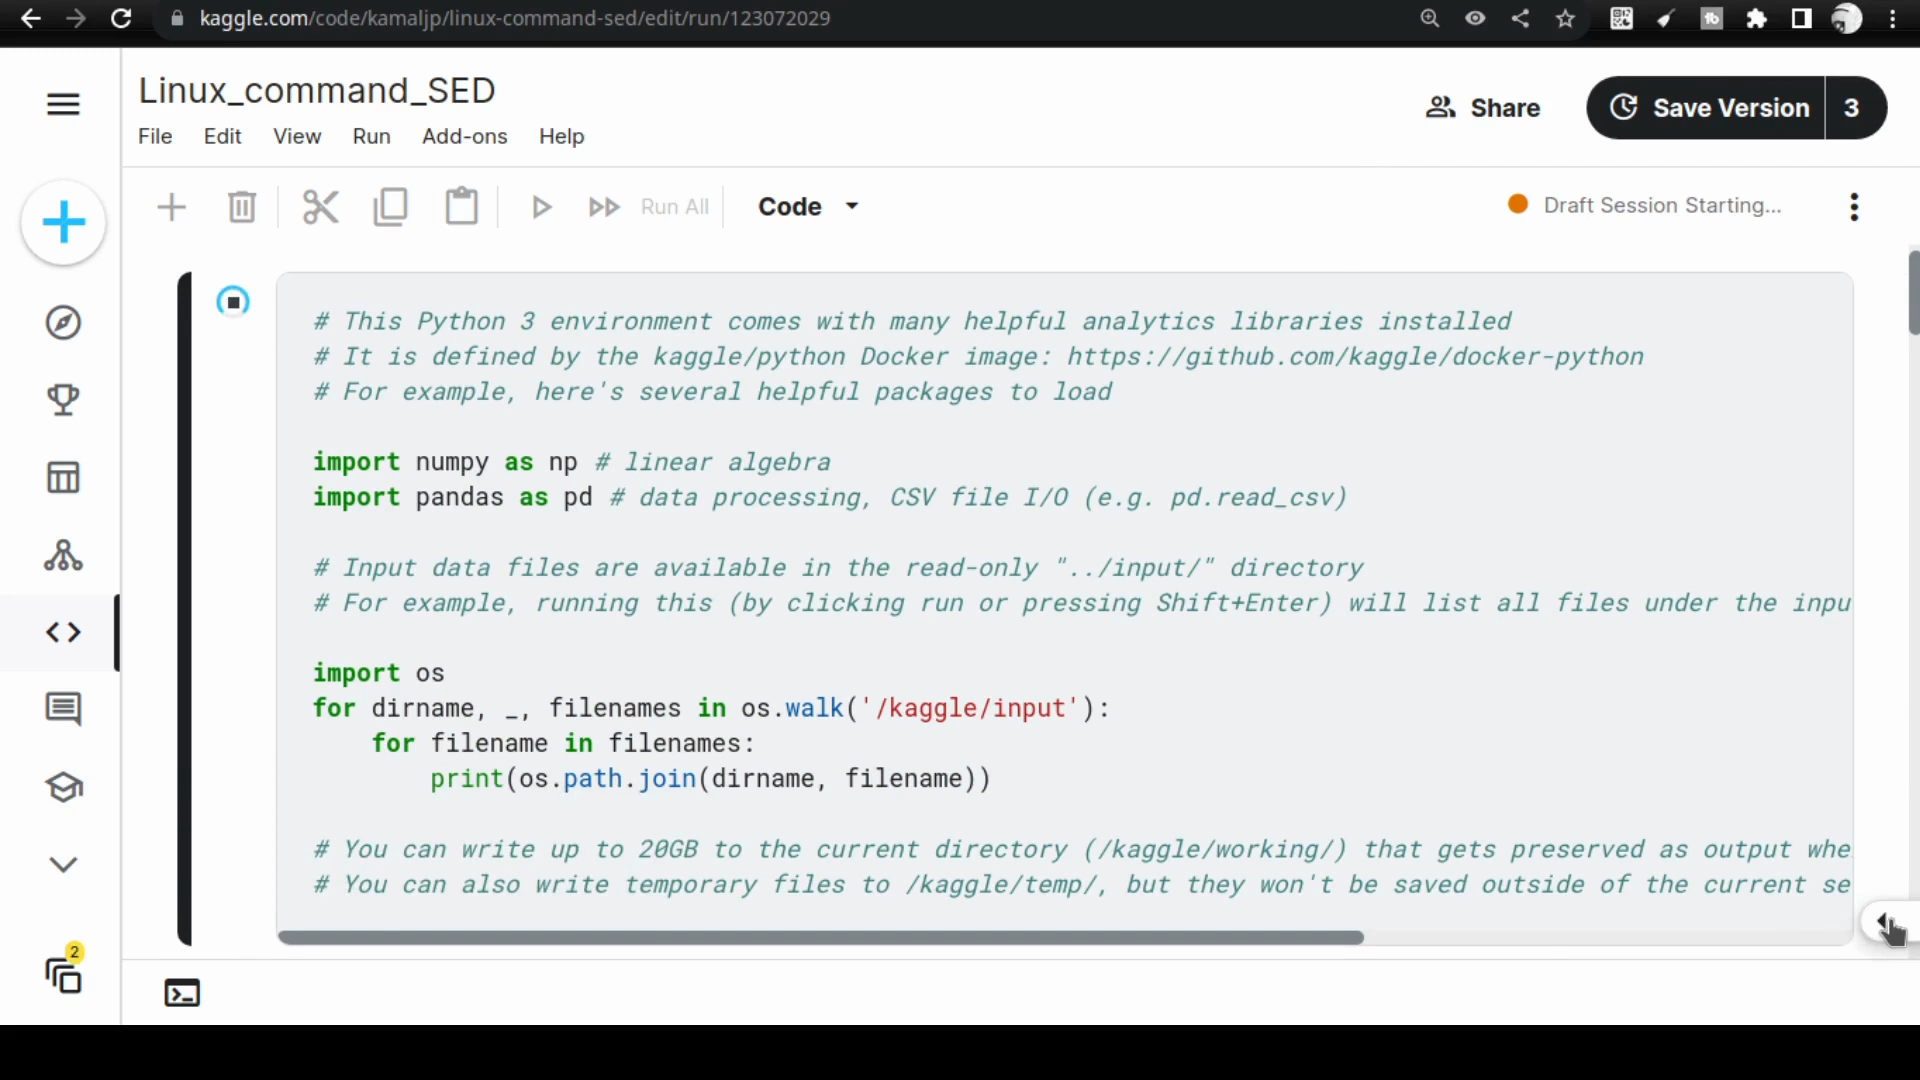 kaggle.com/code/kamaljp/linux-command-sed/edit/run/123072029
Linux_command_SED
File Edit View Run Add-ons Help
Share
Save Version 3
Run All
Code
Draft Session Starting...
# This Python 3 environment comes with many helpful analytics libraries installed
# It is defined by the kaggle/python Docker image: https://github.com/kaggle/docker-python
# For example, here's several helpful packages to load
import numpy as np # linear algebra
import pandas as pd # data processing, CSV file I/O (e.g. pd.read_csv)
# Input data files are available in the read-only "../input/" directory
# For example, running this (by clicking run or pressing Shift+Enter) will list all files under the inpu
import os
for dirname, _, filenames in os.walk('/kaggle/input'):
    for filename in filenames:
        print(os.path.join(dirname, filename))
# You can write up to 20GB to the current directory (/kaggle/working/) that gets preserved as output whe
# You can also write temporary files to /kaggle/temp/, but they won't be saved outside of the current se
2